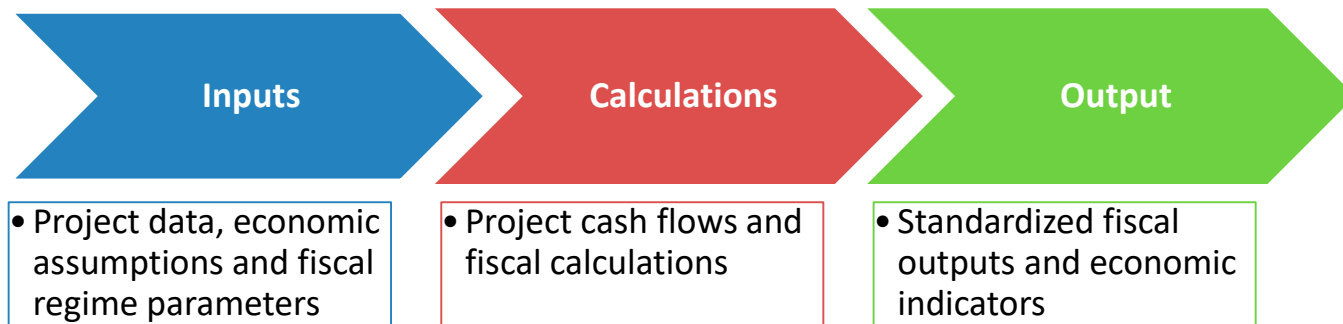 Inputs
Calculations
Output
• Project data, economic
assumptions and fiscal
regime parameters
• Project cash flows and
fiscal calculations
• Standardized fiscal
outputs and economic
indicators